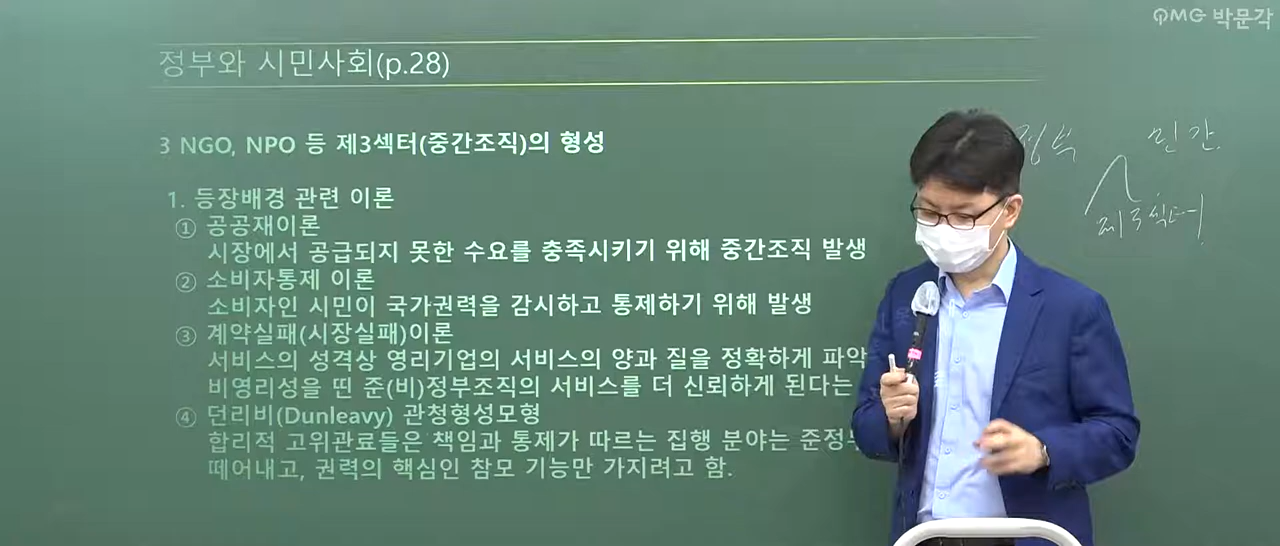 PMG 박문각
정부와 시민사회(p.28)
3 NGO, NPO 등 제3섹터(중간조직)의 형성
1. 등장배경 관련 이론
① 공공재이론
시장에서 공급되지 못한 수요를 충족시키기 위해 중간조직 발생
② 소비자통제 이론
소비자인 시민이 국가권력을 감시하고 통제하기 위해 발생
③ 계약실패(시장실패)이론
서비스의 성격상 영리기업의 서비스의 양과 질을 정확하게 파악
비영리성을 띤 준(비)정부조직의 서비스를 더 신뢰하게 된다는
④ 던리비(Dunleavy) 관청형성모형
합리적 고위관료들은 책임과 통제가 따르는 집행 분야는 준정부
떼어내고, 권력의 핵심인 참모 기능만 가지려고 함.
정부 민간
제3섹터